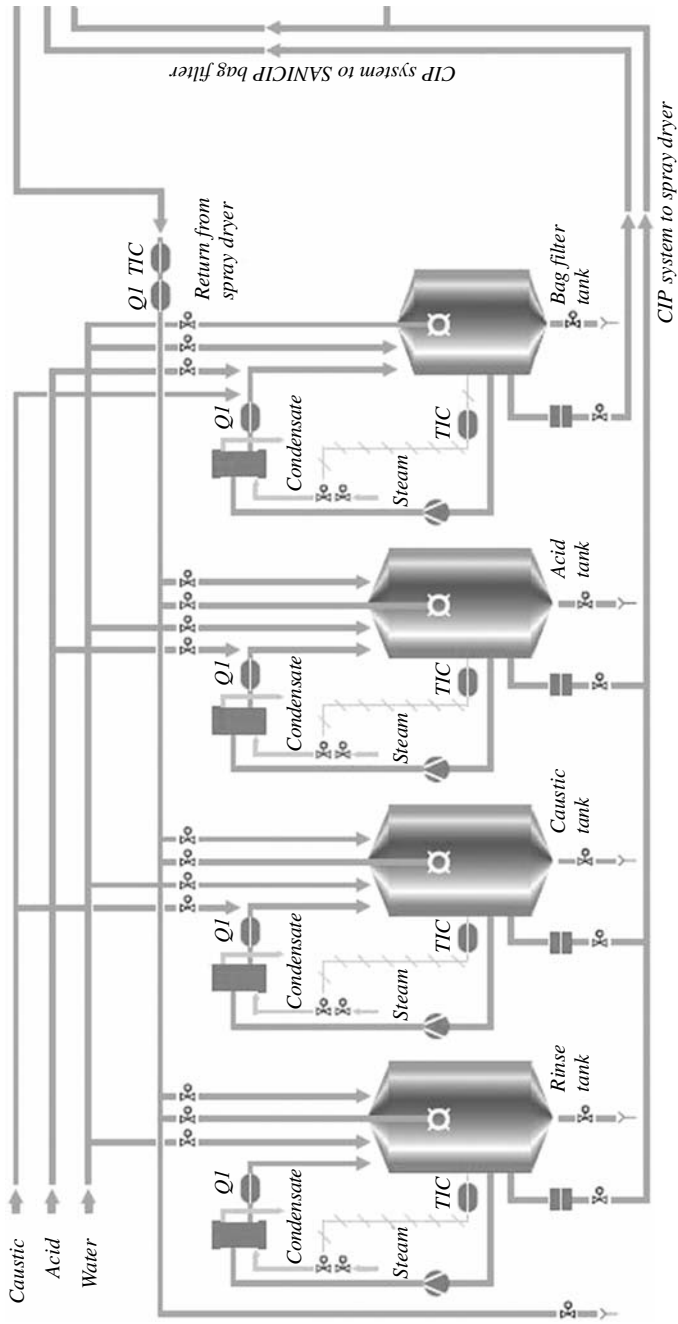 Caustic
Acid
Water
Q1
Condensate
Steam
TIC
Rinse
tank
Q1
Condensate
Steam
TIC
Caustic
tank
Q1
Condensate
Steam
TIC
Acid
tank
Q1 TIC
Return from
spray dryer
Q1
Condensate
Steam
TIC
Bag filter
tank
CIP system to SANICIP bag filter
CIP system to spray dryer